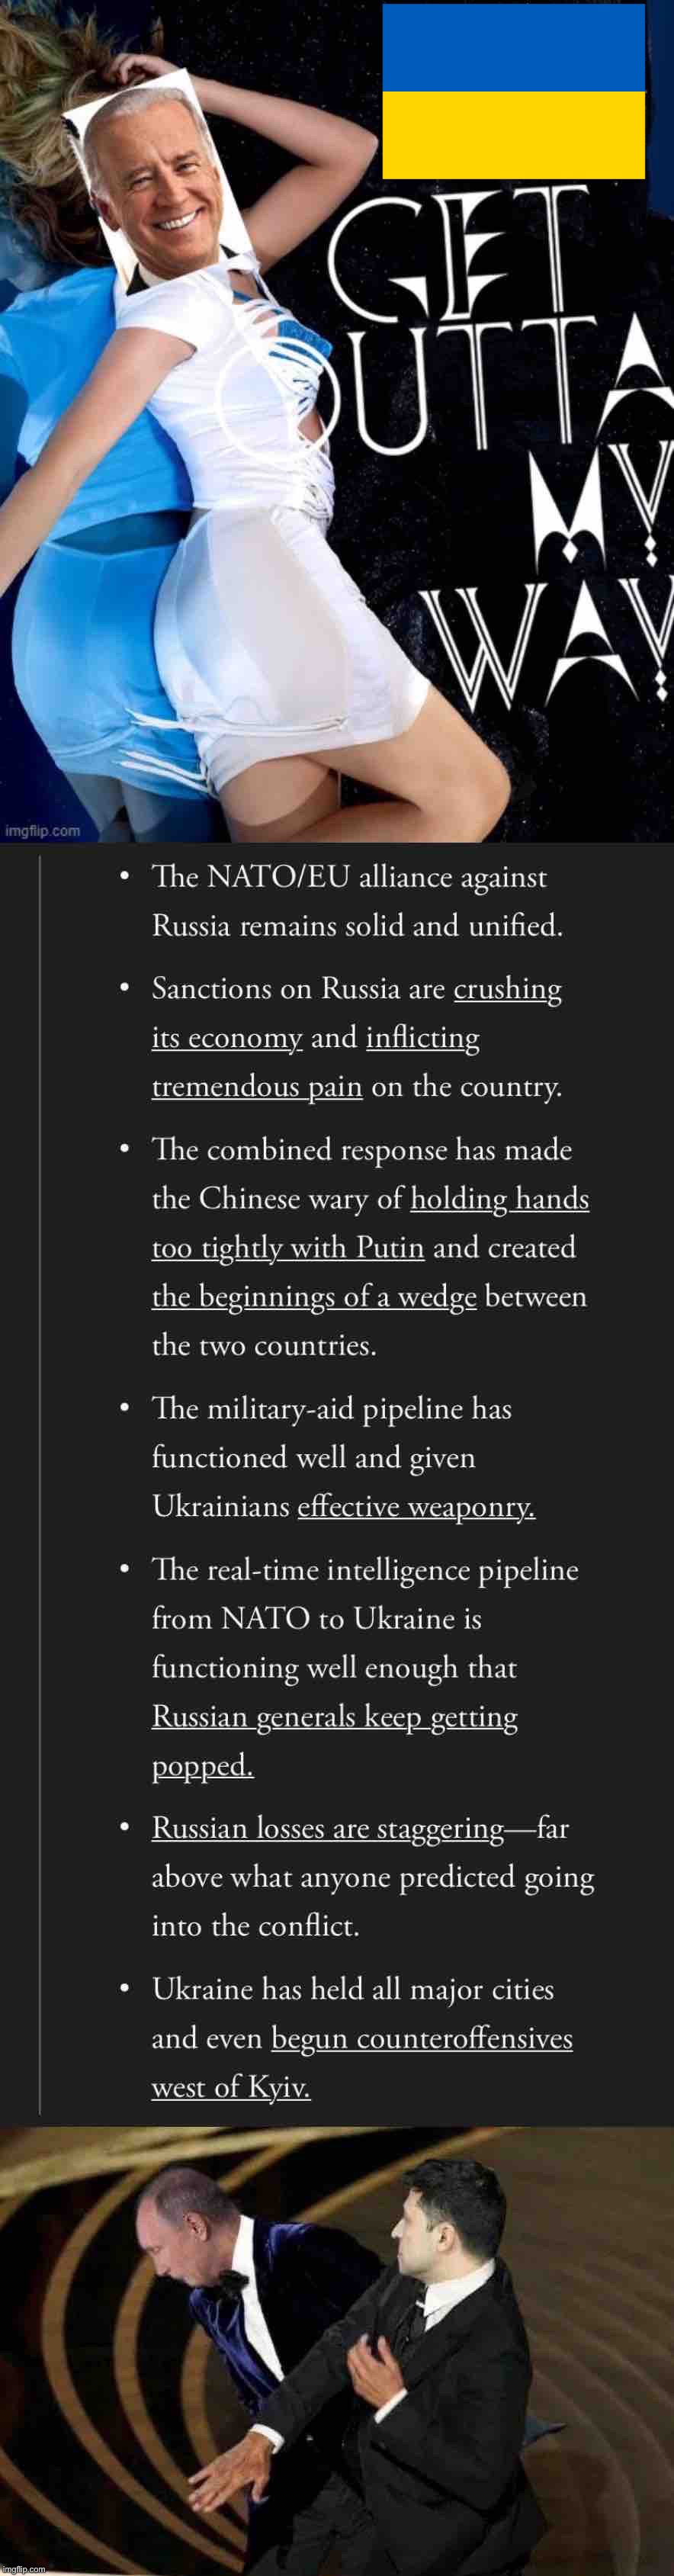 GET
OUTTA
MY
WAY
imgflip.com
• The NATO/EU alliance against
Russia remains solid and unified.
• Sanctions on Russia are crushing
its economy and inflicting
tremendous pain on the country.
• The combined response has made
the Chinese wary of holding hands
too tightly with Putin and created
the beginnings of a wedge between
the two countries.
• The military-aid pipeline has
functioned well and given
Ukrainians effective weaponry.
• The real-time intelligence pipeline
from NATO to Ukraine is
functioning well enough that
Russian generals keep getting
popped.
• Russian losses are staggering—far
above what anyone predicted going
into the conflict.
• Ukraine has held all major cities
and even begun counteroffensives
west of Kyiv.
imgflip.com